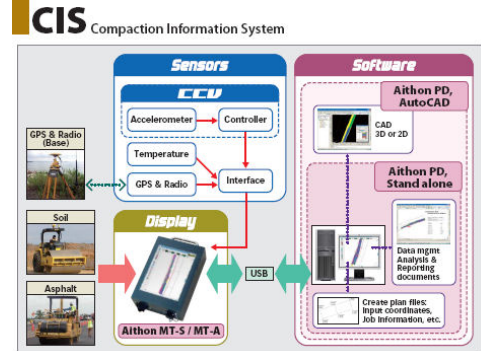 CIS Compaction Information System
Sensors
CCV
Accelerometer
Controller
Temperature
GPS & Radio
Interface
GPS & Radio
(Base)
Soil
Asphalt
Display
Aithon MT-S / MT-A
USB
Software
Aithon PD,
AutoCAD
CAD
3D or 2D
Aithon PD,
Stand alone
Data mgmt
Analysis &
Reporting
documents
Create plan files:
Input coordinates,
Job Information, etc.